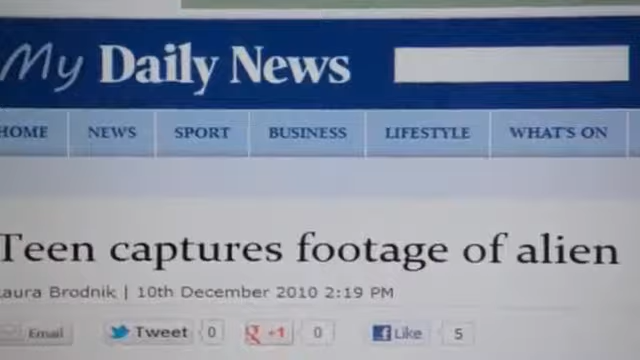 My Daily News
HOME NEWS SPORT BUSINESS LIFESTYLE WHAT'S ON
Teen captures footage of alien
Laura Brodnik | 10th December 2010 2:19 PM
Email Tweet 0 +1 0 Like 5